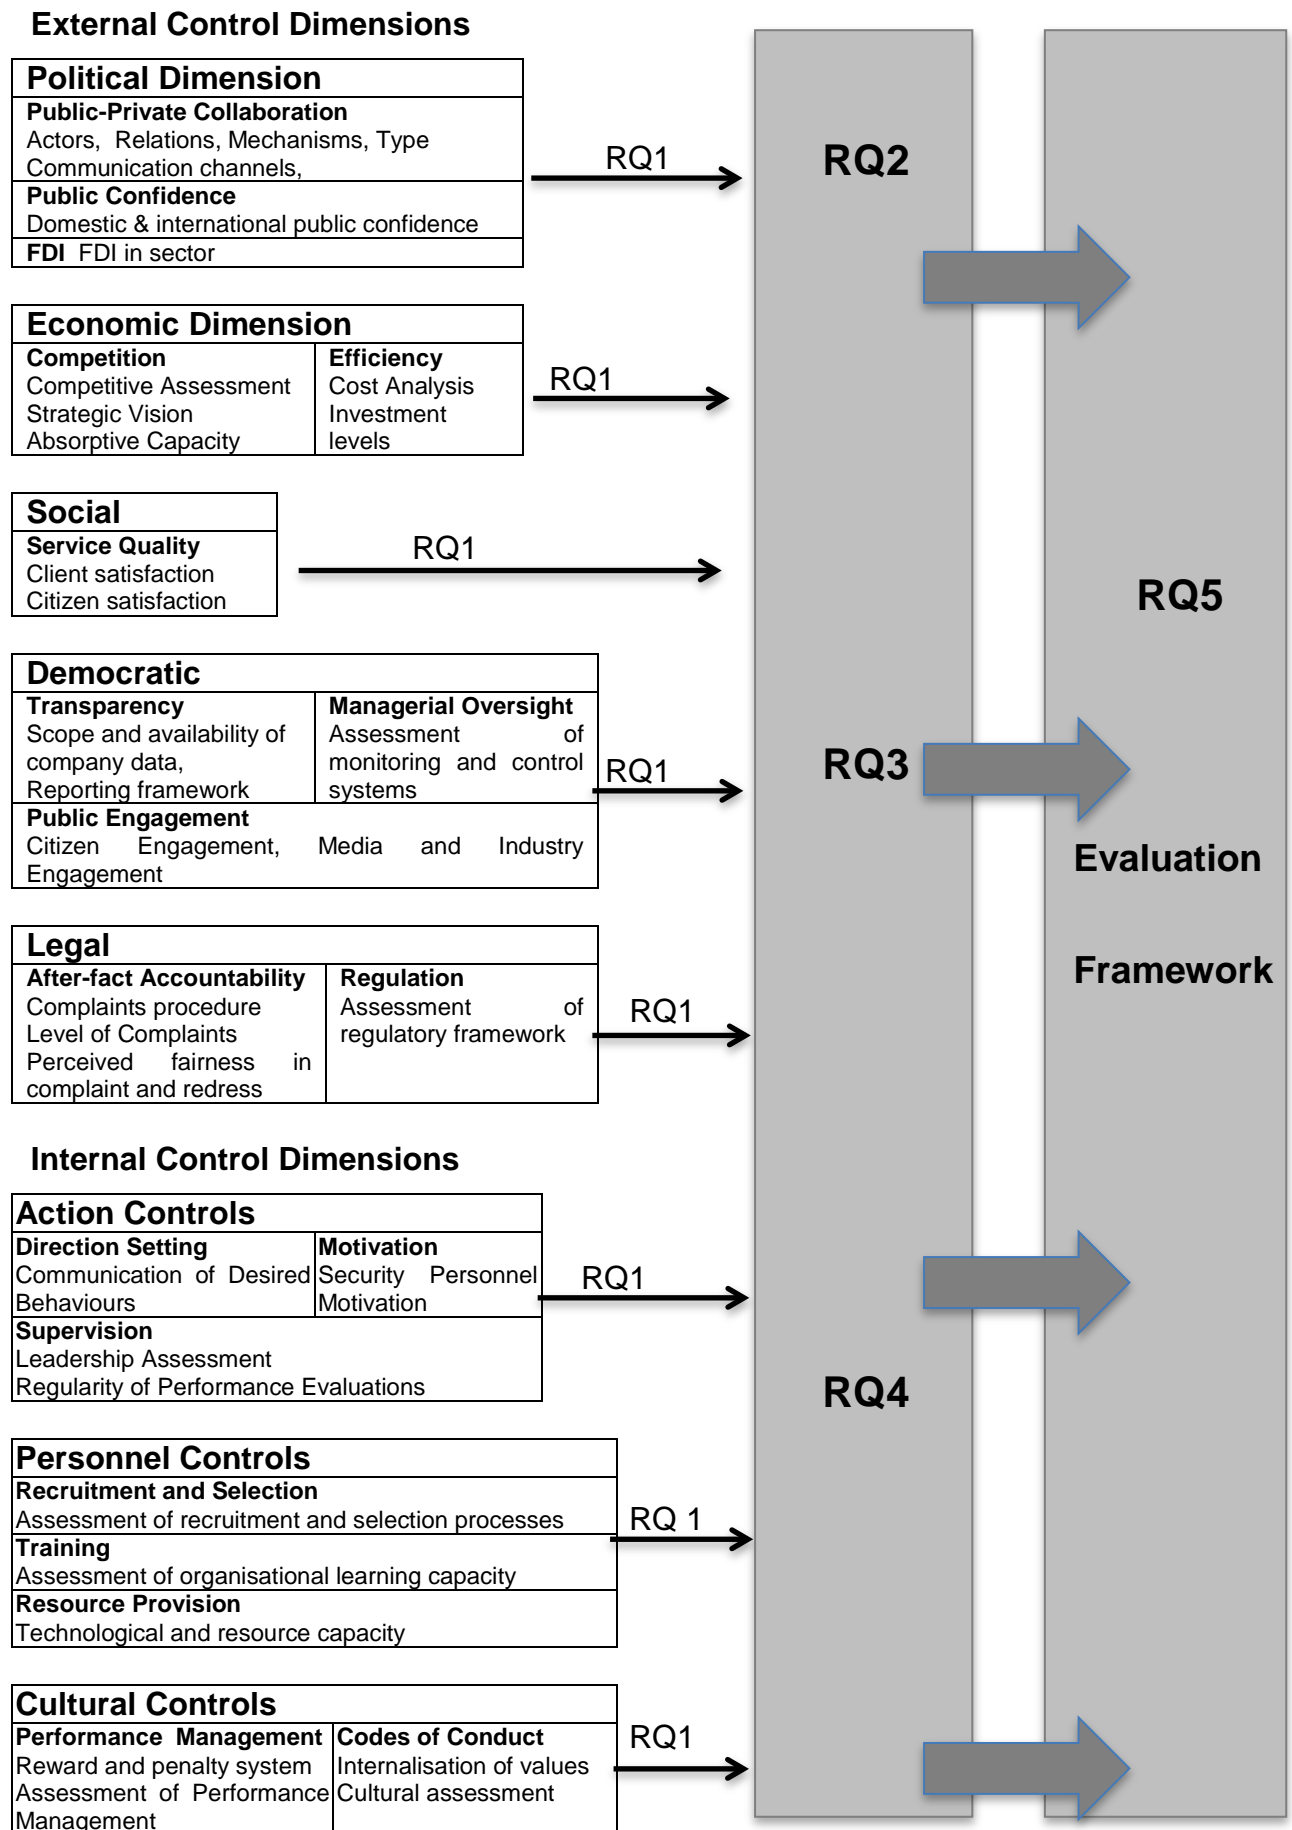 External Control Dimensions
Political Dimension
Public-Private Collaboration
Actors, Relations, Mechanisms, Type
Communication channels,
Public Confidence
Domestic & international public confidence
FDI FDI in sector
RQ1
Economic Dimension
Competition
Competitive Assessment
Strategic Vision
Absorptive Capacity
Efficiency
Cost Analysis
Investment
levels
RQ1
Social
Service Quality
Client satisfaction
Citizen satisfaction
RQ1
Democratic
Transparency
Scope and availability of
company data,
Reporting framework
Managerial Oversight
Assessment of
monitoring and control
systems
Public Engagement
Citizen Engagement, Media and Industry
Engagement
RQ1
Legal
After-fact Accountability
Complaints procedure
Level of Complaints
Perceived fairness in
complaint and redress
Regulation
Assessment of
regulatory framework
RQ1
Internal Control Dimensions
Action Controls
Direction Setting
Communication of Desired
Behaviours
Motivation
Security Personnel
Motivation
Supervision
Leadership Assessment
Regularity of Performance Evaluations
RQ1
Personnel Controls
Recruitment and Selection
Assessment of recruitment and selection processes
Training
Assessment of organisational learning capacity
Resource Provision
Technological and resource capacity
RQ 1
Cultural Controls
Performance Management
Reward and penalty system
Assessment of Performance
Management
Codes of Conduct
Internalisation of values
Cultural assessment
RQ1
RQ2
RQ3
RQ4
RQ5
Evaluation
Framework